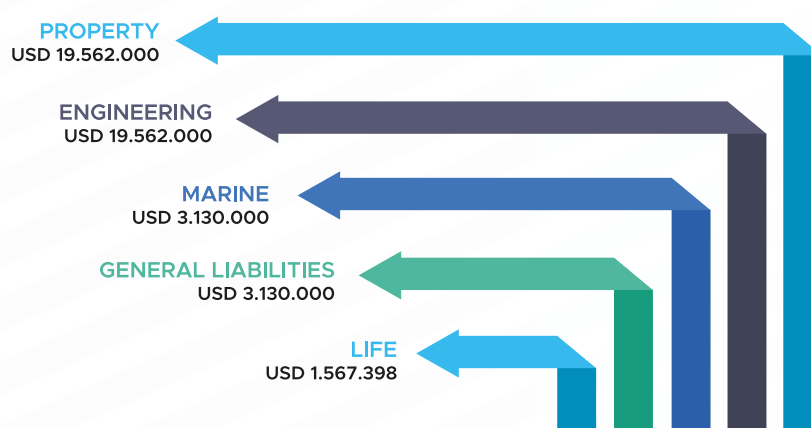 PROPERTY
USD 19.562.000
ENGINEERING
USD 19.562.000
MARINE
USD 3.130.000
GENERAL LIABILITIES
USD 3.130.000
LIFE
USD 1.567.398